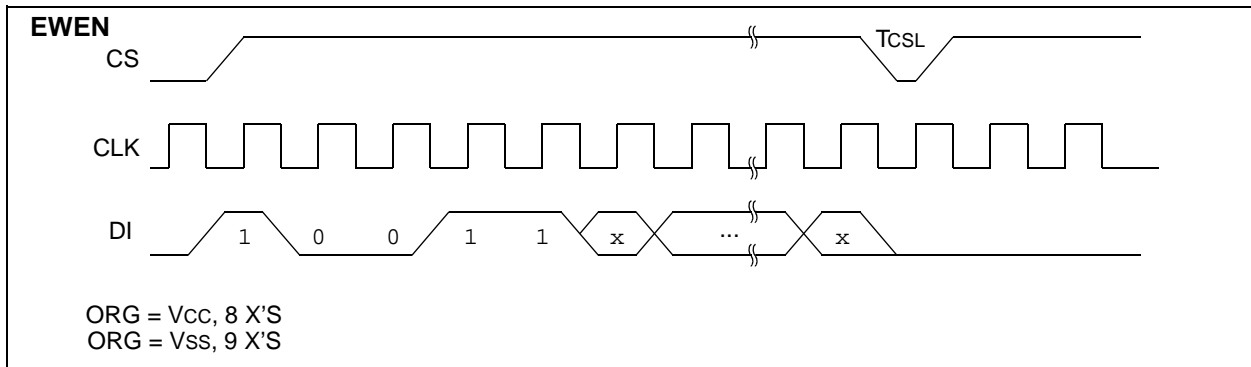 EWEN
CS
TCSL
CLK
DI
1 0 0 1 1 x ... x
ORG = VCC, 8 X'S
ORG = VSS, 9 X'S